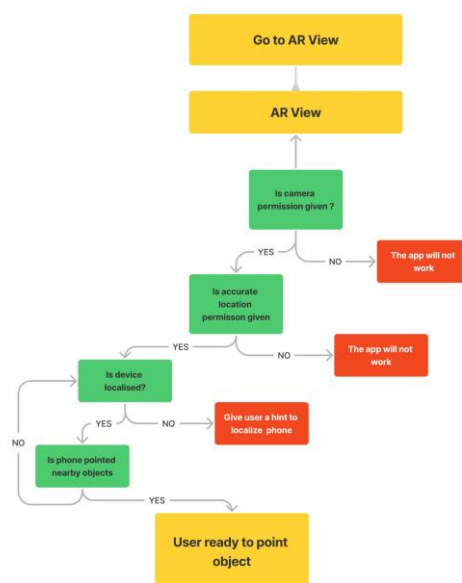 Go to AR View
AR View
Is camera
permission given ?
YES
NO
The app will not
work
Is accurate
location
permisson given
YES
NO
The app will not
work
Is device
localised?
YES
NO
Give user a hint to
localize phone
NO
Is phone pointed
nearby objects
YES
User ready to point
object